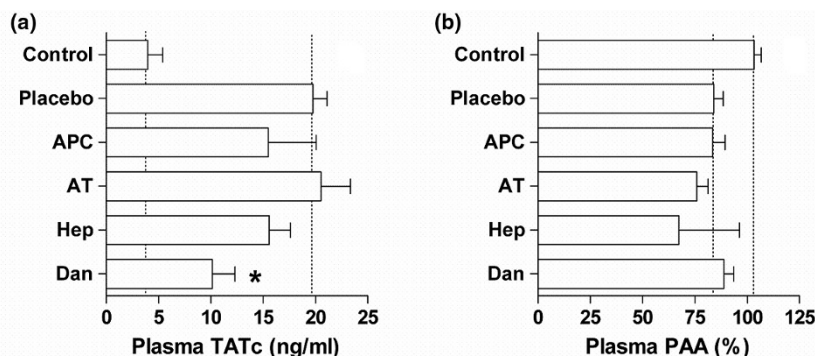 (a)
Control
Placebo
APC
AT
Hep
Dan
*
0 5 10 15 20 25
Plasma TATc (ng/ml)
(b)
Control
Placebo
APC
AT
Hep
Dan
0 25 50 75 100 125
Plasma PAA (%)